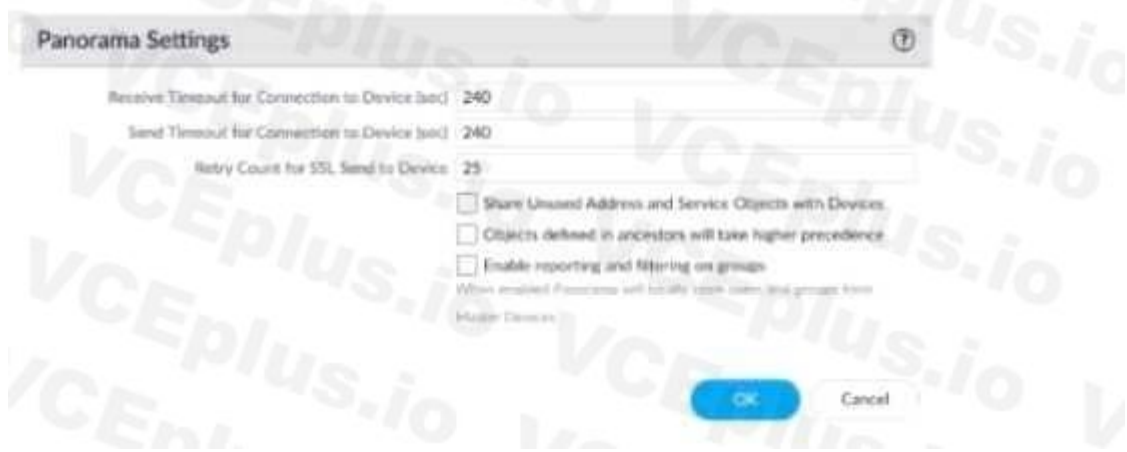 Panorama Settings
Receive Timeout for Connection to Device (sec) 240
Send Timeout for Connection to Device (sec) 240
Retry Count for SSL Send to Device 25
Share Unused Address and Service Objects with Devices
Objects defined in ancestors will take higher precedence
Enable reporting and filtering on groups
When enabled Panorama will locally store users and groups from
Master Devices
OK Cancel
VCEplus.io